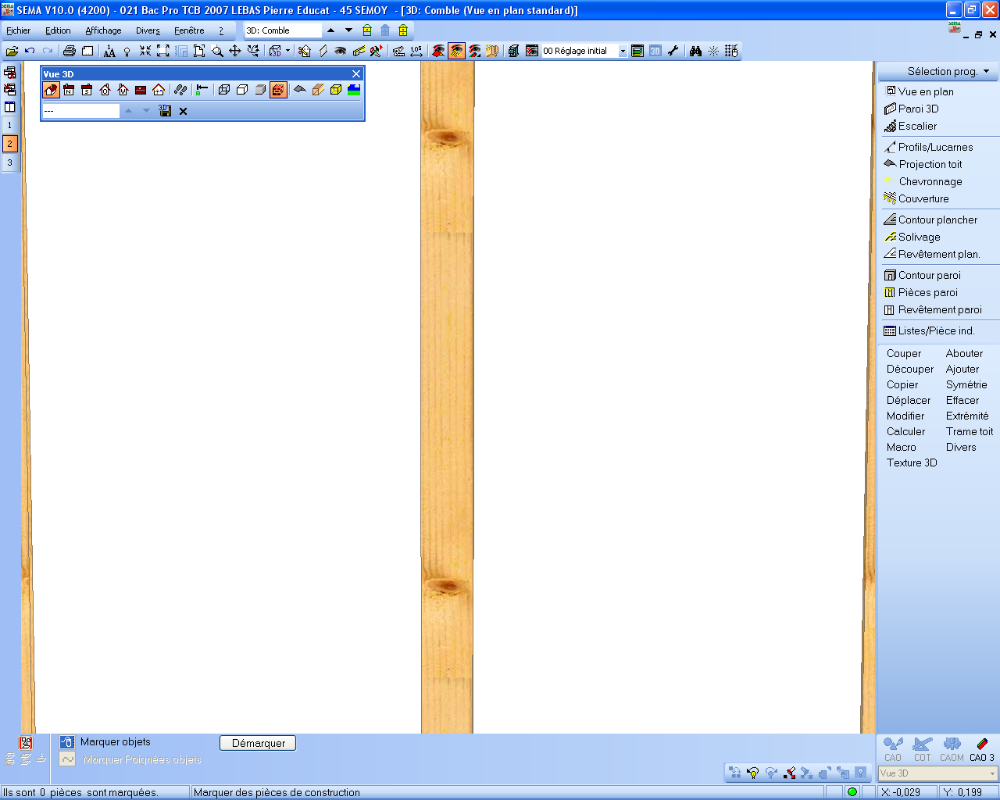 SEMA V10.0 (4200) - 021 Bac Pro TCB 2007 LEBAS Pierre Educat - 45 SEMOY - [3D: Comble (Vue en plan standard)]
Fichier Edition Affichage Divers Fenêtre ? 3D: Comble
00 Réglage initial
Vue 3D
---
1
2
3
Sélection prog.
Vue en plan
Paroi 3D
Escalier
Profils/Lucarnes
Projection toit
Chevronnage
Couverture
Contour plancher
Solivage
Revêtement plan.
Contour paroi
Pièces paroi
Revêtement paroi
Listes/Pièce ind.
Couper Abouter
Découper Ajouter
Copier Symétrie
Déplacer Effacer
Modifier Extrémité
Calculer Trame toit
Macro Divers
Texture 3D
Marquer objets Démarquer
Marquer Poignées objets
CAO COT CAOM CAO 3
Vue 3D
Ils sont 0 pièces sont marquées. Marquer des pièces de construction X: -0,029 Y: 0,199